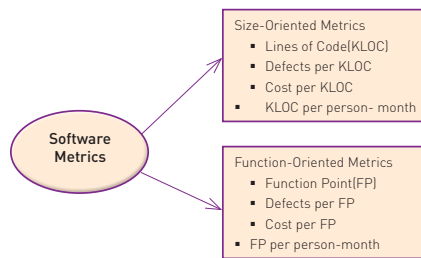 Software
Metrics
Size-Oriented Metrics
▪ Lines of Code(KLOC)
▪ Defects per KLOC
▪ Cost per KLOC
▪ KLOC per person- month
Function-Oriented Metrics
▪ Function Point(FP)
▪ Defects per FP
▪ Cost per FP
▪ FP per person-month